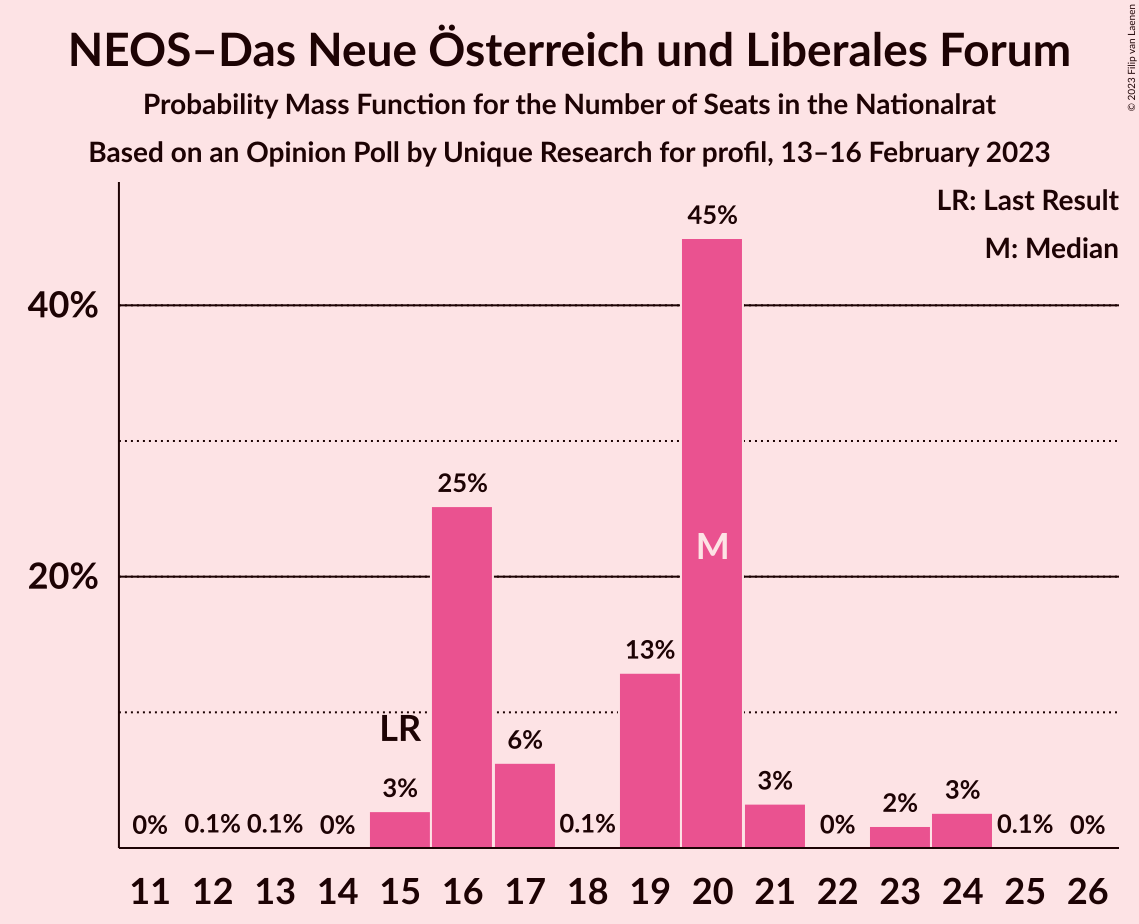 NEOS–Das Neue Österreich und Liberales Forum
Probability Mass Function for the Number of Seats in the Nationalrat
Based on an Opinion Poll by Unique Research for profil, 13–16 February 2023
© 2023 Filip van Laenen
LR: Last Result
M: Median
45%
40%
25%
M
20%
13%
LR
6%
3%
3%
2%
3%
0%
0.1%
0.1%
0%
0.1%
0%
0.1%
0%
11 12 13 14 15 16 17 18 19 20 21 22 23 24 25 26